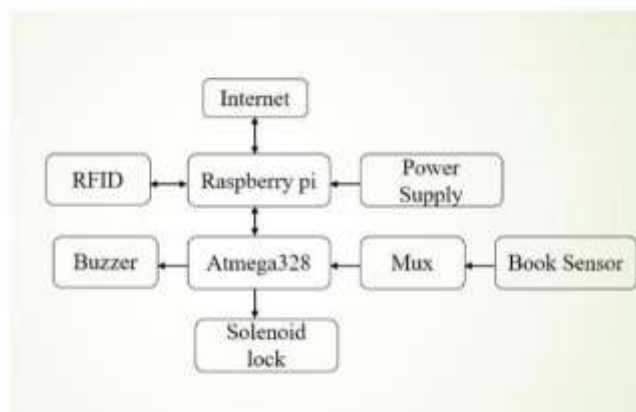 Internet
RFID
Raspberry pi
Power
Supply
Buzzer
Atmega328
Mux
Book Sensor
Solenoid
lock